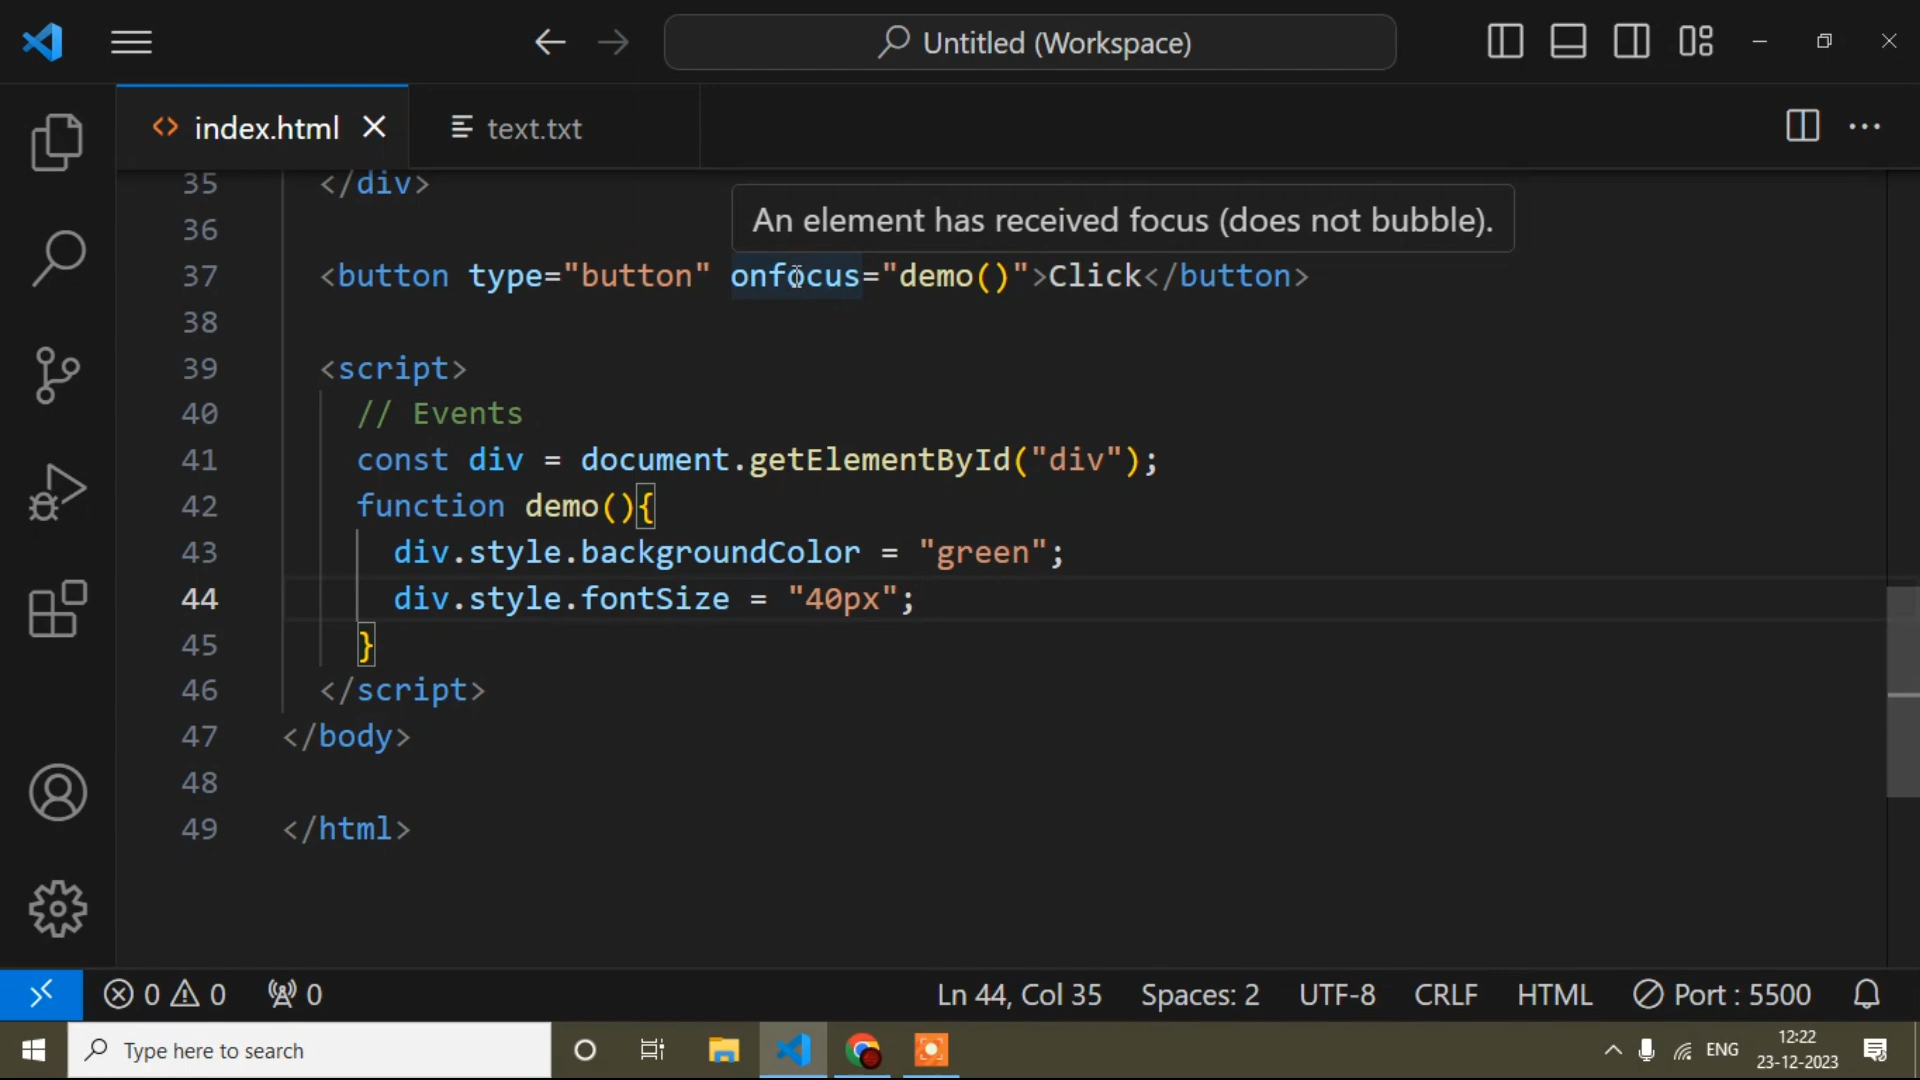 Untitled (Workspace)
index.html
text.txt
35 </div>
An element has received focus (does not bubble).
36
37 <button type="button" onfocus="demo()">Click</button>
38
39 <script>
40 // Events
41 const div = document.getElementById("div");
42 function demo(){
43 div.style.backgroundColor = "green";
44 div.style.fontSize = "40px";
45 }
46 </script>
47 </body>
48
49 </html>
0 0 0 Ln 44, Col 35 Spaces: 2 UTF-8 CRLF HTML Port : 5500
Type here to search
ENG
12:22
23-12-2023